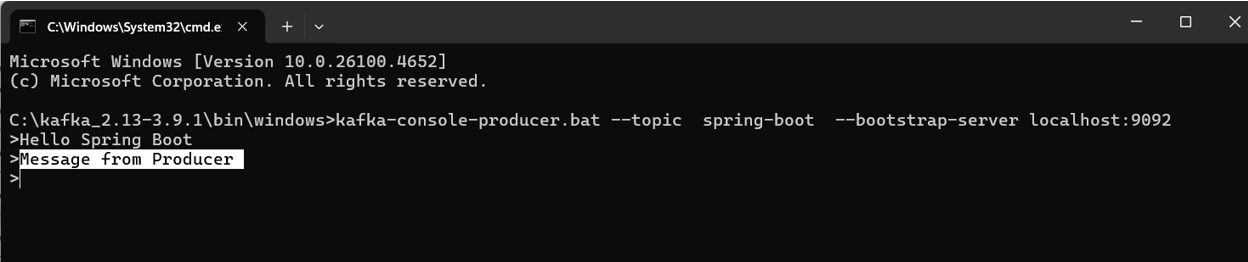 C:\Windows\System32\cmd.e
Microsoft Windows [Version 10.0.26100.4652]
(c) Microsoft Corporation. All rights reserved.
C:\kafka_2.13-3.9.1\bin\windows>kafka-console-producer.bat --topic  spring-boot  --bootstrap-server localhost:9092
>Hello Spring Boot
>Message from Producer
>